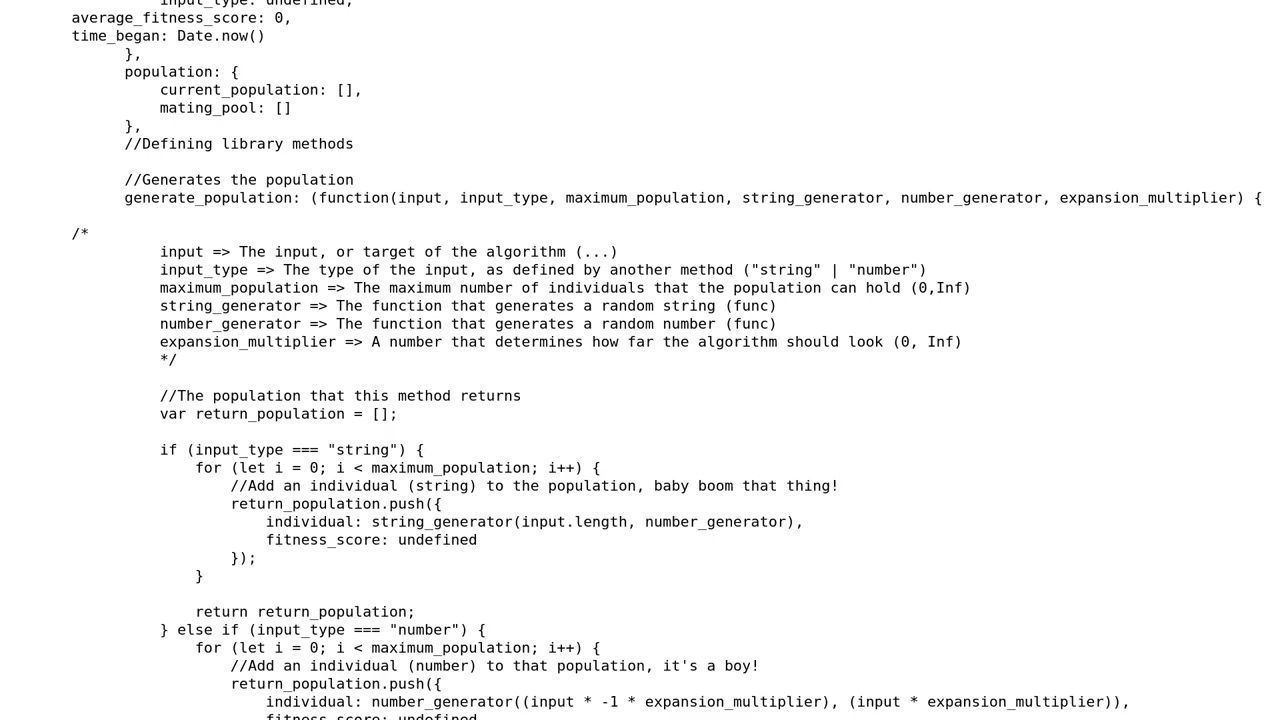 input_type: undefined,
average_fitness_score: 0,
time_began: Date.now()
},
population: {
current_population: [],
mating_pool: []
},
//Defining library methods
//Generates the population
generate_population: (function(input, input_type, maximum_population, string_generator, number_generator, expansion_multiplier) {
/*
input => The input, or target of the algorithm (...)
input_type => The type of the input, as defined by another method ("string" | "number")
maximum_population => The maximum number of individuals that the population can hold (0,Inf)
string_generator => The function that generates a random string (func)
number_generator => The function that generates a random number (func)
expansion_multiplier => A number that determines how far the algorithm should look (0, Inf)
*/
//The population that this method returns
var return_population = [];
if (input_type === "string") {
for (let i = 0; i < maximum_population; i++) {
//Add an individual (string) to the population, baby boom that thing!
return_population.push({
individual: string_generator(input.length, number_generator),
fitness_score: undefined
});
}
return return_population;
} else if (input_type === "number") {
for (let i = 0; i < maximum_population; i++) {
//Add an individual (number) to that population, it's a boy!
return_population.push({
individual: number_generator((input * -1 * expansion_multiplier), (input * expansion_multiplier)),
fitness_score: undefined